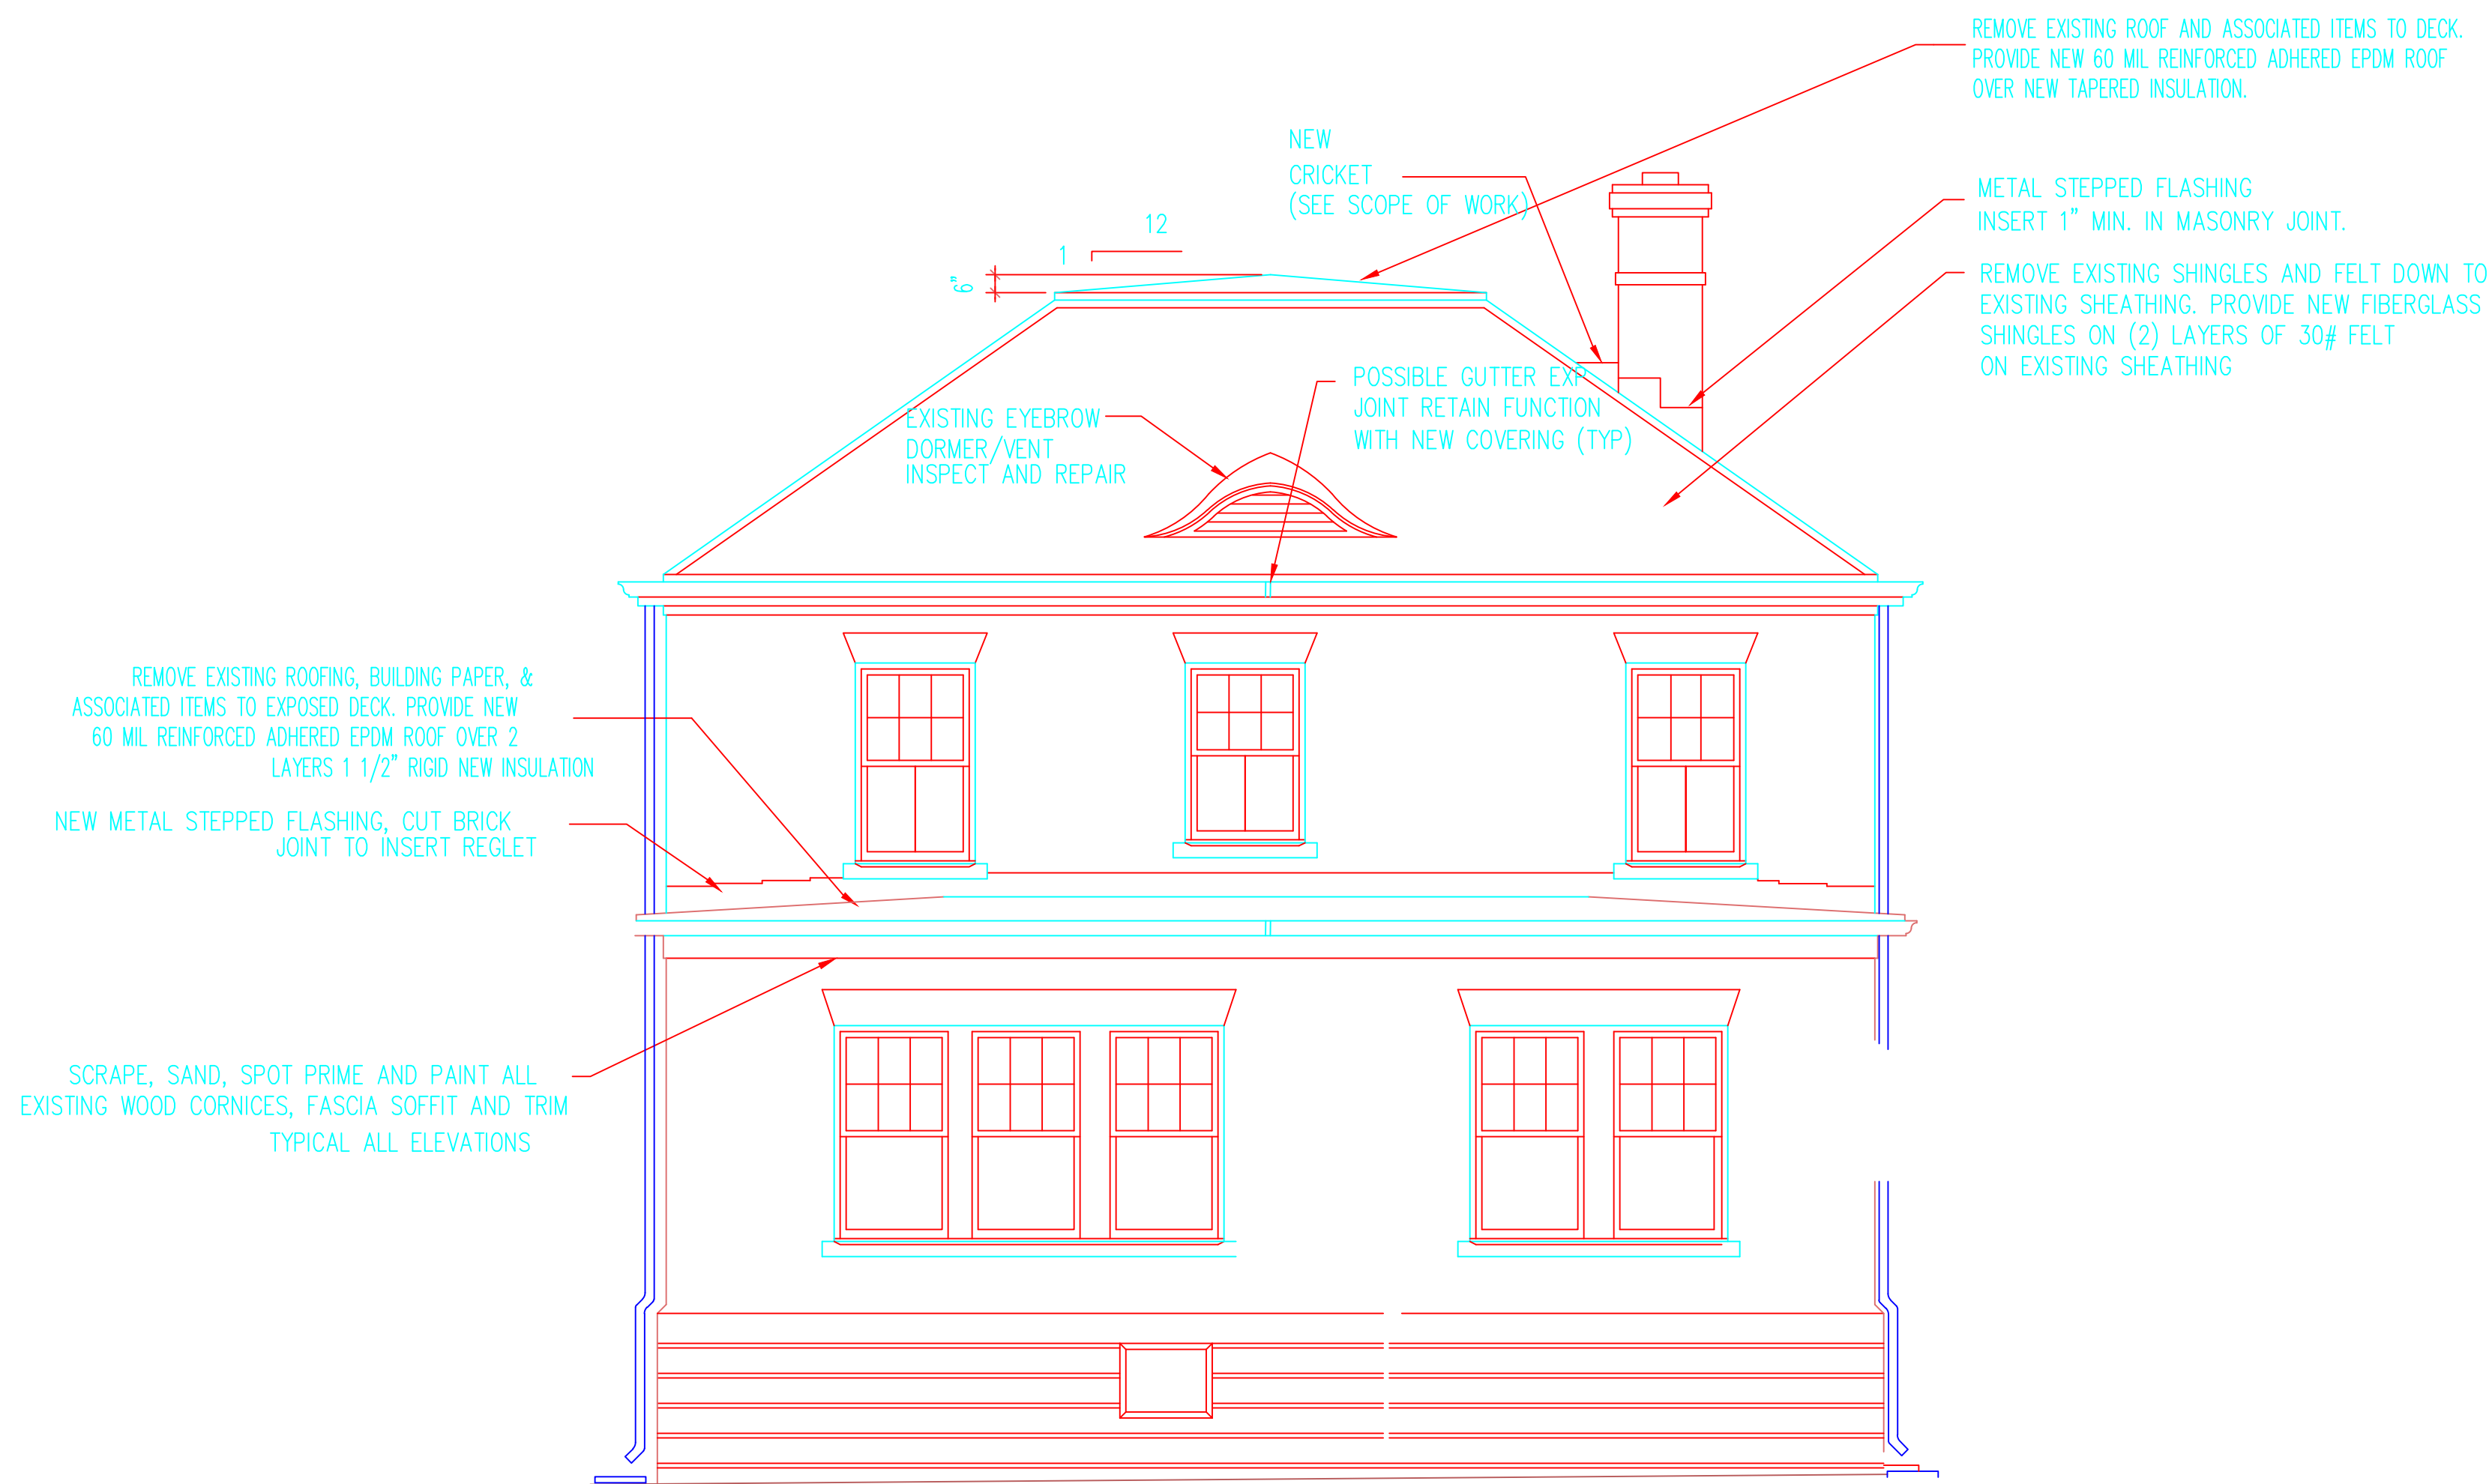 REMOVE EXISTING ROOF AND ASSOCIATED ITEMS TO DECK.
PROVIDE NEW 60 MIL REINFORCED ADHERED EPDM ROOF
OVER NEW TAPERED INSULATION.
NEW
CRICKET
(SEE SCOPE OF WORK)
METAL STEPPED FLASHING
INSERT 1" MIN. IN MASONRY JOINT.
12
1
6"
REMOVE EXISTING SHINGLES AND FELT DOWN TO
EXISTING SHEATHING. PROVIDE NEW FIBERGLASS
SHINGLES ON (2) LAYERS OF 30# FELT
ON EXISTING SHEATHING
POSSIBLE GUTTER EXP
JOINT RETAIN FUNCTION
WITH NEW COVERING (TYP)
EXISTING EYEBROW
DORMER/VENT
INSPECT AND REPAIR
REMOVE EXISTING ROOFING, BUILDING PAPER, &
ASSOCIATED ITEMS TO EXPOSED DECK. PROVIDE NEW
60 MIL REINFORCED ADHERED EPDM ROOF OVER 2
LAYERS 1 1/2" RIGID NEW INSULATION
NEW METAL STEPPED FLASHING, CUT BRICK
JOINT TO INSERT REGLET
SCRAPE, SAND, SPOT PRIME AND PAINT ALL
EXISTING WOOD CORNICES, FASCIA SOFFIT AND TRIM
TYPICAL ALL ELEVATIONS